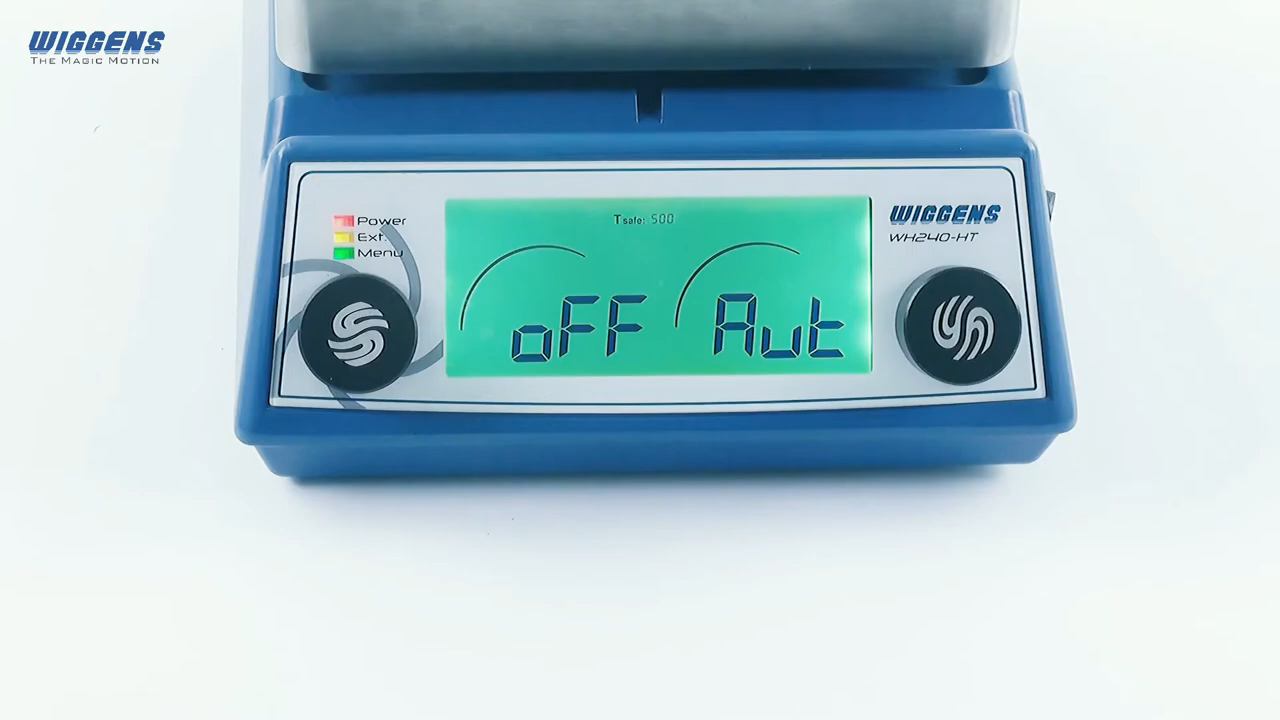 WIGGENS
THE MAGIC MOTION
Power
Ext.
Menu
Tsafe: 500
oFF Aut
WIGGENS
WH240-HT